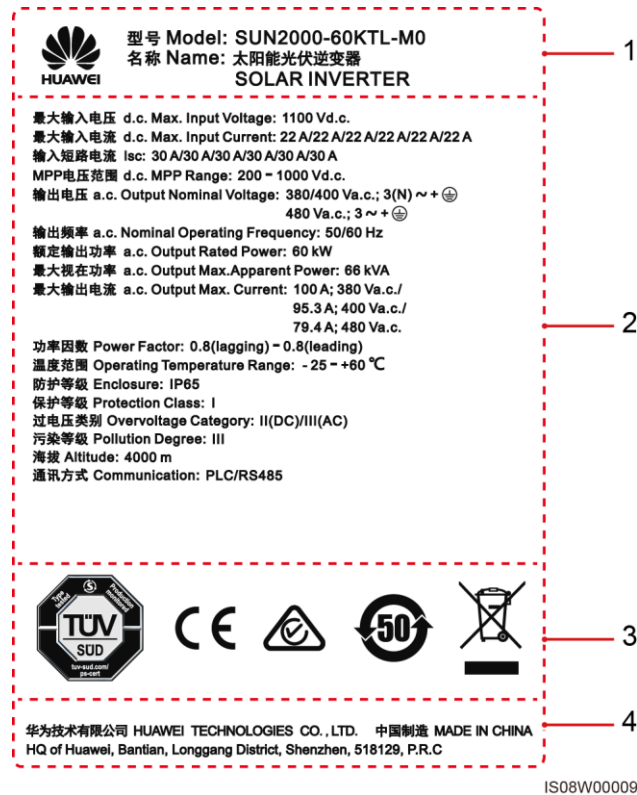 HUAWEI
型号 Model: SUN2000-60KTL-M0
名称 Name: 太阳能光伏逆变器
SOLAR INVERTER
1
最大输入电压 d.c. Max. Input Voltage: 1100 Vd.c.
最大输入电流 d.c. Max. Input Current: 22 A/22 A/22 A/22 A/22 A/22 A
输入短路电流 Isc: 30 A/30 A/30 A/30 A/30 A/30 A
MPP电压范围 d.c. MPP Range: 200 - 1000 Vd.c.
输出电压 a.c. Output Nominal Voltage: 380/400 Va.c.; 3(N) ~ + ⏚
480 Va.c.; 3 ~ + ⏚
输出频率 a.c. Nominal Operating Frequency: 50/60 Hz
额定输出功率 a.c. Output Rated Power: 60 kW
最大视在功率 a.c. Output Max.Apparent Power: 66 kVA
最大输出电流 a.c. Output Max. Current: 100 A; 380 Va.c./
95.3 A; 400 Va.c./
79.4 A; 480 Va.c.
2
功率因数 Power Factor: 0.8(lagging) - 0.8(leading)
温度范围 Operating Temperature Range: - 25 - +60 ℃
防护等级 Enclosure: IP65
保护等级 Protection Class: I
过电压类别 Overvoltage Category: II(DC)/III(AC)
污染等级 Pollution Degree: III
海拔 Altitude: 4000 m
通讯方式 Communication: PLC/RS485
Type tested
Production monitored
TÜV
SÜD
tuv-sud.com/
ps-cert
CE
50
3
华为技术有限公司 HUAWEI TECHNOLOGIES CO., LTD. 中国制造 MADE IN CHINA
HQ of Huawei, Bantian, Longgang District, Shenzhen, 518129, P.R.C
4
IS08W00009